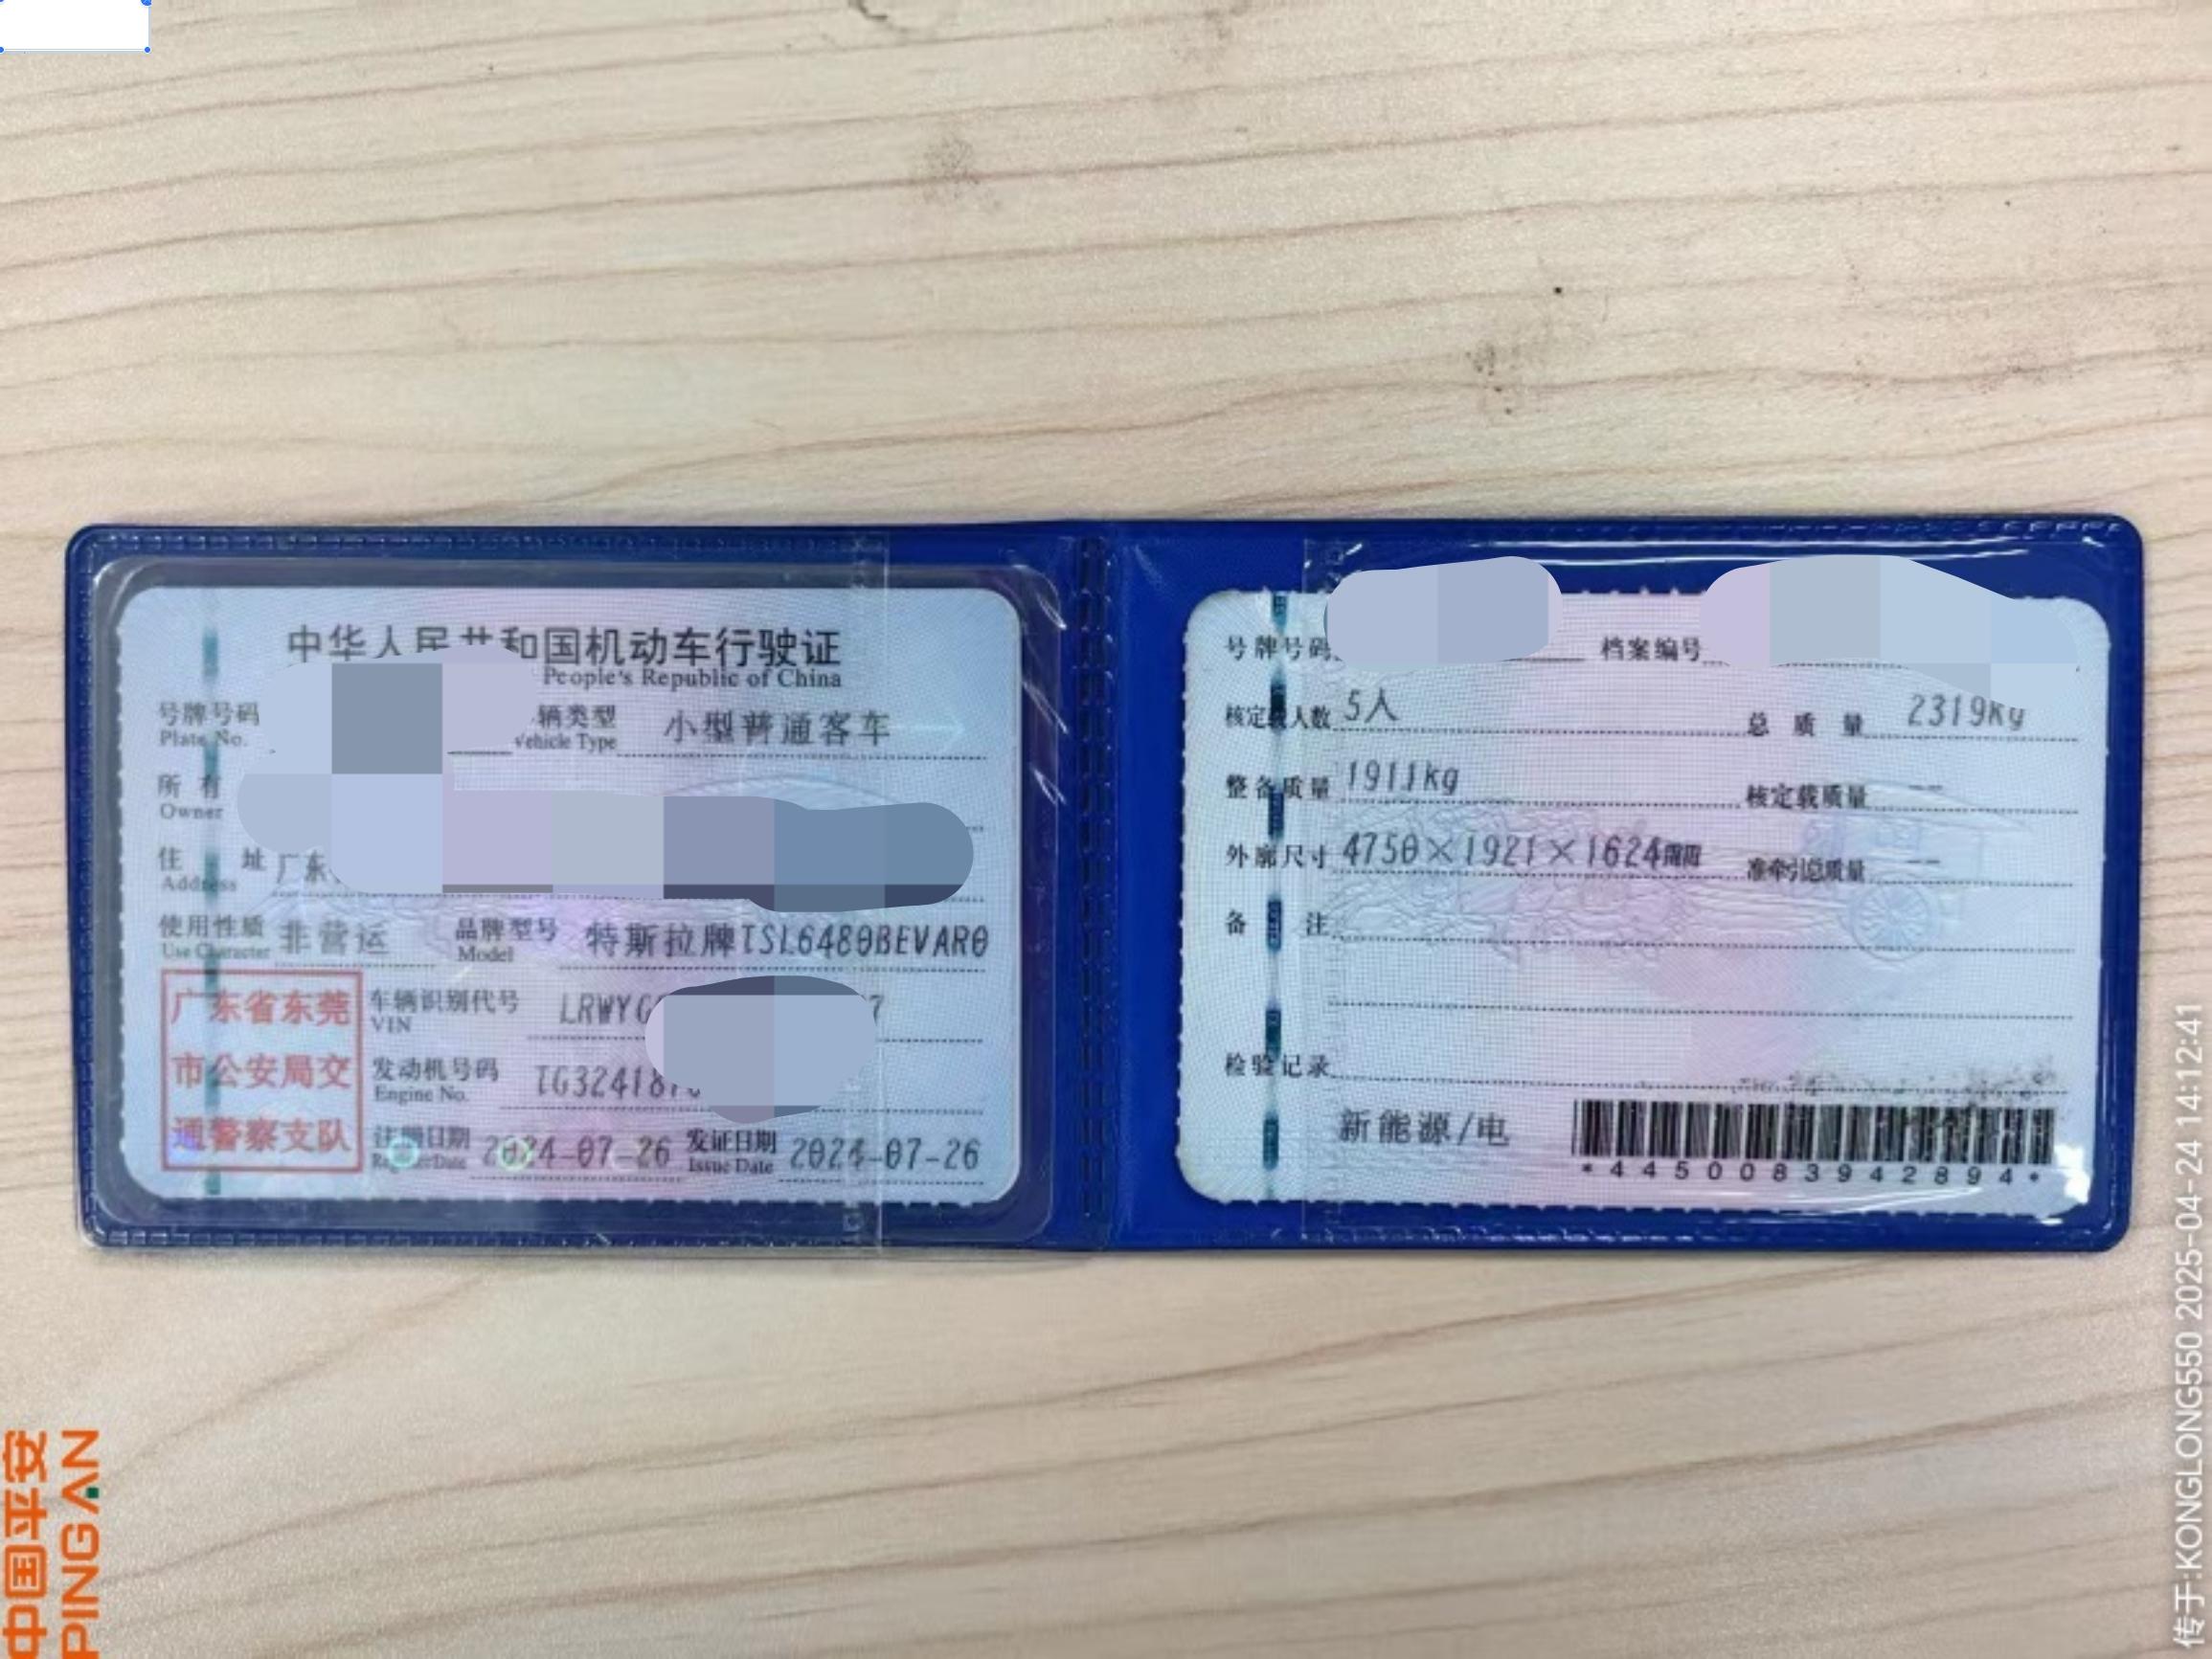 中华人民共和国机动车行驶证
People's Republic of China
号牌号码 辆类型 小型普通客车
Plate No. Vehicle Type
所有
Owner
住址 广东
Address
使用性质 非营运 品牌型号 特斯拉牌TSL6480BEVAR0
Use Character Model
广东省东莞
市公安局交
通警察支队
车辆识别代号 LRWYG 7
VIN
发动机号码 TG32418
Engine No.
注册日期 2024-07-26 发证日期 2024-07-26
Register Date Issue Date
号牌号码 档案编号
核定载人数 5人 总质量 2319kg
整备质量 1911kg 核定载质量 --
外廓尺寸 4750×1921×1624mm 准牵引总质量 --
备注
检验记录
新能源/电
*4450083942894*
中国平安
PINGAN
传于:KONGLONG550 2025-04-24 14:12:41